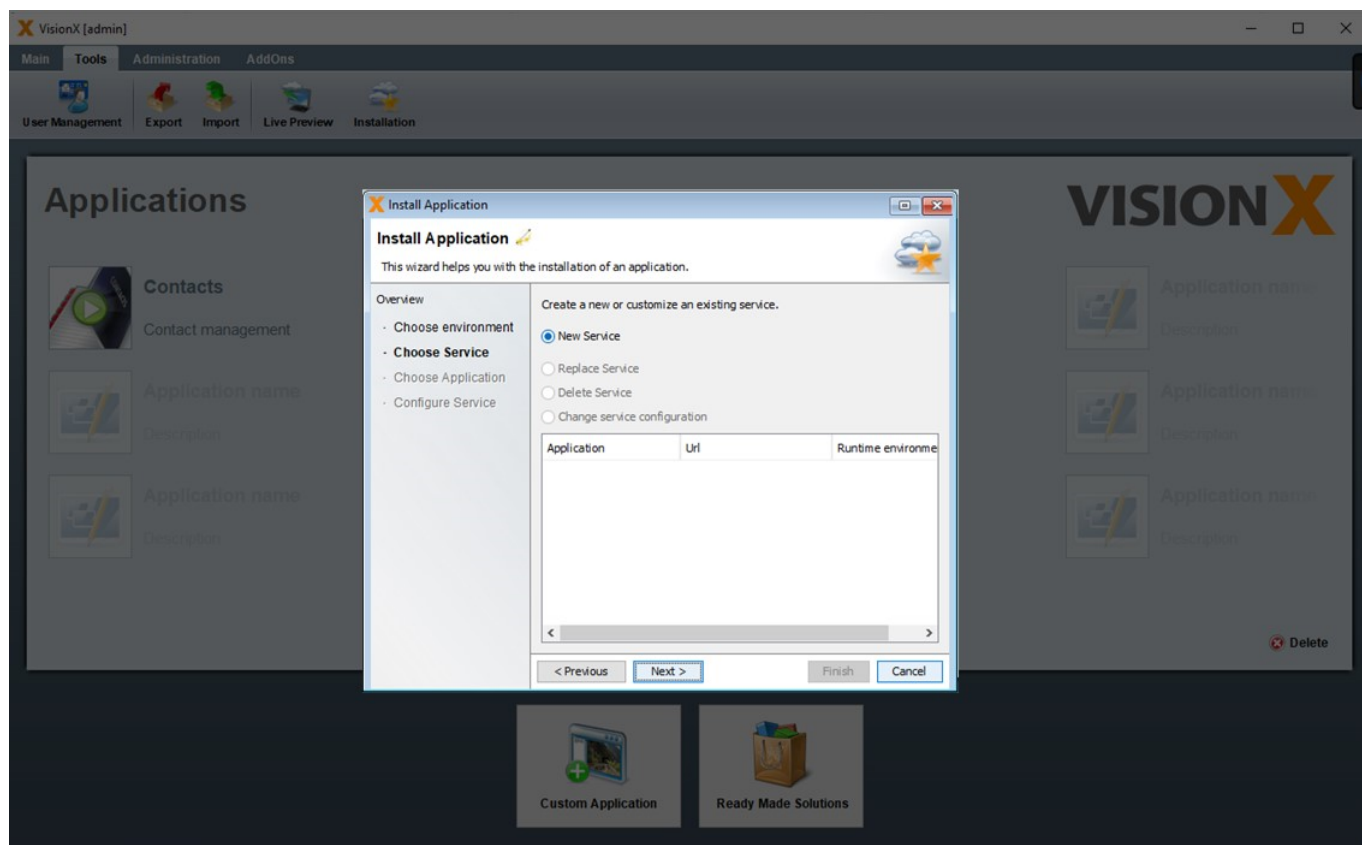 VisionX [admin]
Main Tools Administration AddOns
User Management Export Import Live Preview Installation
Applications
VISIONX
Contacts
Contact management
Application name
Description
Application name
Description
Application name
Description
Application name
Description
Application name
Description
Install Application
Install Application
This wizard helps you with the installation of an application.
Overview
· Choose environment
· Choose Service
· Choose Application
· Configure Service
Create a new or customize an existing service.
New Service
Replace Service
Delete Service
Change service configuration
Application Url Runtime environme
< Previous Next > Finish Cancel
Delete
Custom Application
Ready Made Solutions